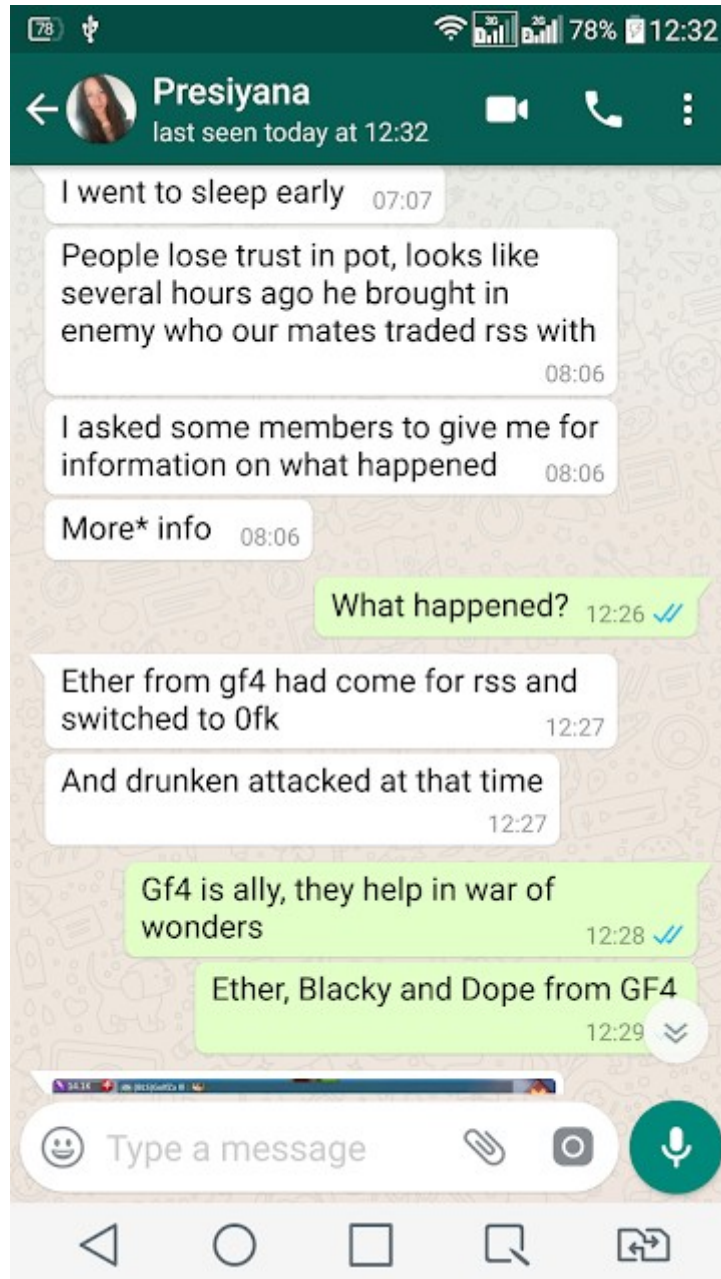 78
3G
2G
78%
12:32
Presiyana
last seen today at 12:32
I went to sleep early 07:07
People lose trust in pot, looks like
several hours ago he brought in
enemy who our mates traded rss with
08:06
I asked some members to give me for
information on what happened 08:06
More* info 08:06
What happened? 12:26
Ether from gf4 had come for rss and
switched to 0fk 12:27
And drunken attacked at that time
12:27
Gf4 is ally, they help in war of
wonders 12:28
Ether, Blacky and Dope from GF4
12:29
Type a message